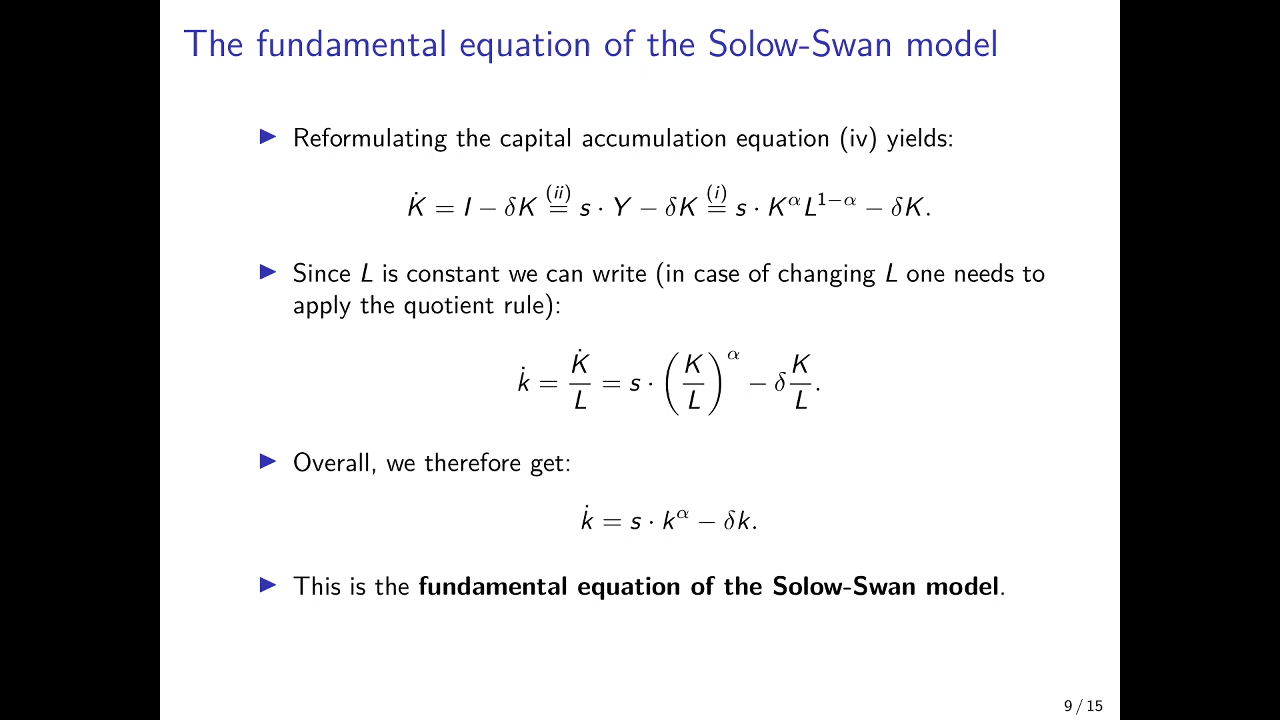 The fundamental equation of the Solow-Swan model
▶ Reformulating the capital accumulation equation (iv) yields:
K̇ = I − δK (ii)= s · Y − δK (i)= s · K^α L^{1−α} − δK.
▶ Since L is constant we can write (in case of changing L one needs to
apply the quotient rule):
k̇ = K̇/L = s · (K/L)^α − δ K/L.
▶ Overall, we therefore get:
k̇ = s · k^α − δk.
▶ This is the fundamental equation of the Solow-Swan model.
9 / 15